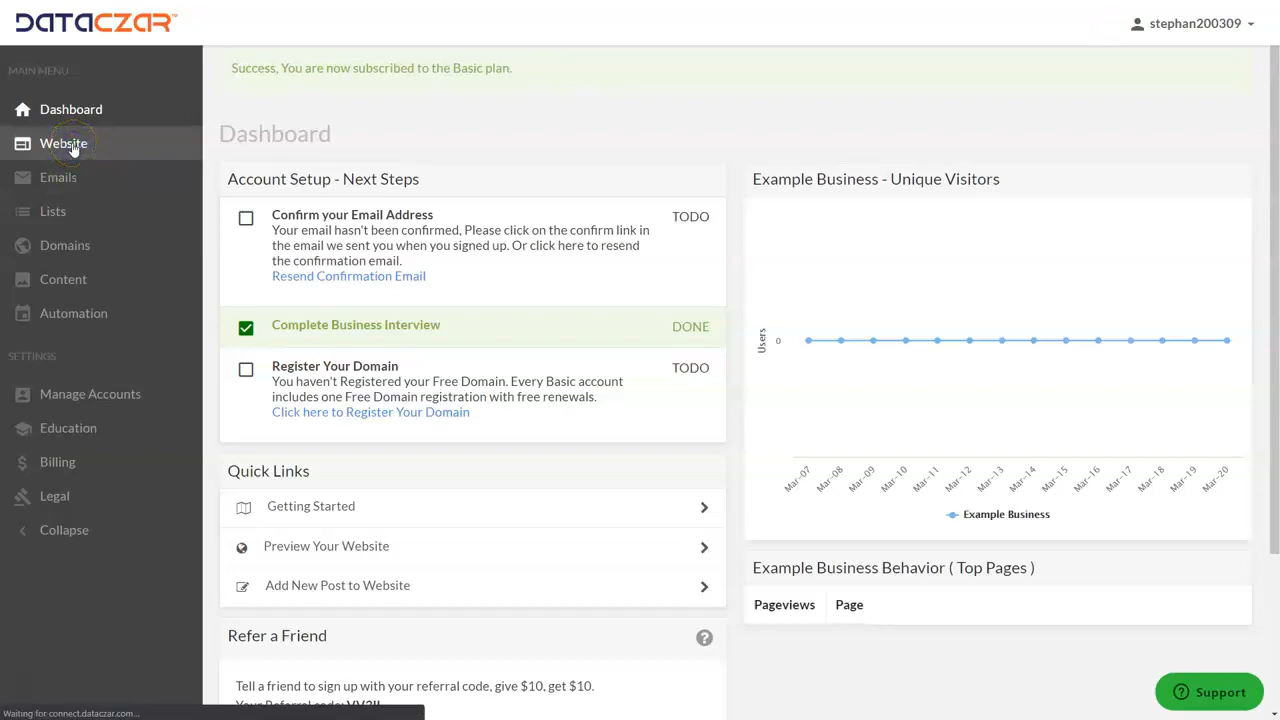 DATACZAR™
stephan200309
MAIN MENU
Dashboard
Website
Emails
Lists
Domains
Content
Automation
SETTINGS
Manage Accounts
Education
Billing
Legal
Collapse
Success, You are now subscribed to the Basic plan.
Dashboard
Account Setup - Next Steps
Confirm your Email Address
TODO
Your email hasn't been confirmed, Please click on the confirm link in
the email we sent you when you signed up. Or click here to resend
the confirmation email.
Resend Confirmation Email
Complete Business Interview
DONE
Register Your Domain
TODO
You haven't Registered your Free Domain. Every Basic account
includes one Free Domain registration with free renewals.
Click here to Register Your Domain
Quick Links
Getting Started
Preview Your Website
Add New Post to Website
Refer a Friend
Tell a friend to sign up with your referral code, give $10, get $10.
Your Referral code:
Example Business - Unique Visitors
Users
0
Mar-07 Mar-08 Mar-09 Mar-10 Mar-11 Mar-12 Mar-13 Mar-14 Mar-15 Mar-16 Mar-17 Mar-18 Mar-19 Mar-20
Example Business
Example Business Behavior ( Top Pages )
Pageviews Page
Support
Waiting for connect.dataczar.com...